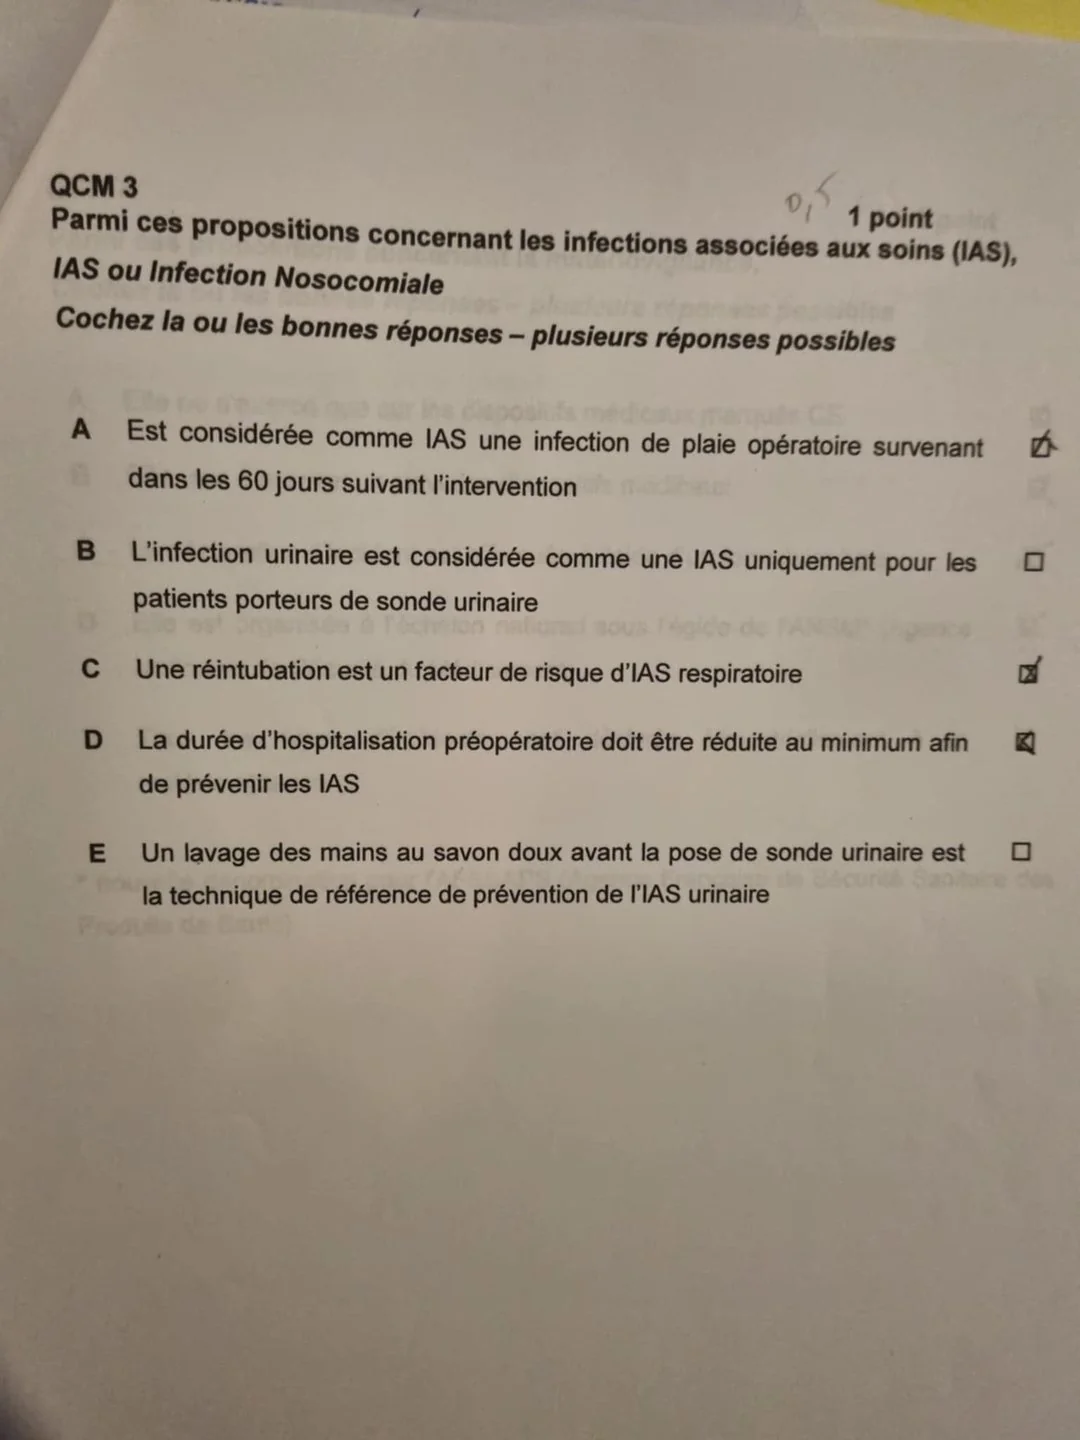 QCM 3
0,5 1 point
Parmi ces propositions concernant les infections associées aux soins (IAS),
IAS ou Infection Nosocomiale
Cochez la ou les bonnes réponses – plusieurs réponses possibles
A Est considérée comme IAS une infection de plaie opératoire survenant
dans les 60 jours suivant l'intervention
B L'infection urinaire est considérée comme une IAS uniquement pour les
patients porteurs de sonde urinaire
C Une réintubation est un facteur de risque d'IAS respiratoire
D La durée d'hospitalisation préopératoire doit être réduite au minimum afin
de prévenir les IAS
E Un lavage des mains au savon doux avant la pose de sonde urinaire est
la technique de référence de prévention de l'IAS urinaire